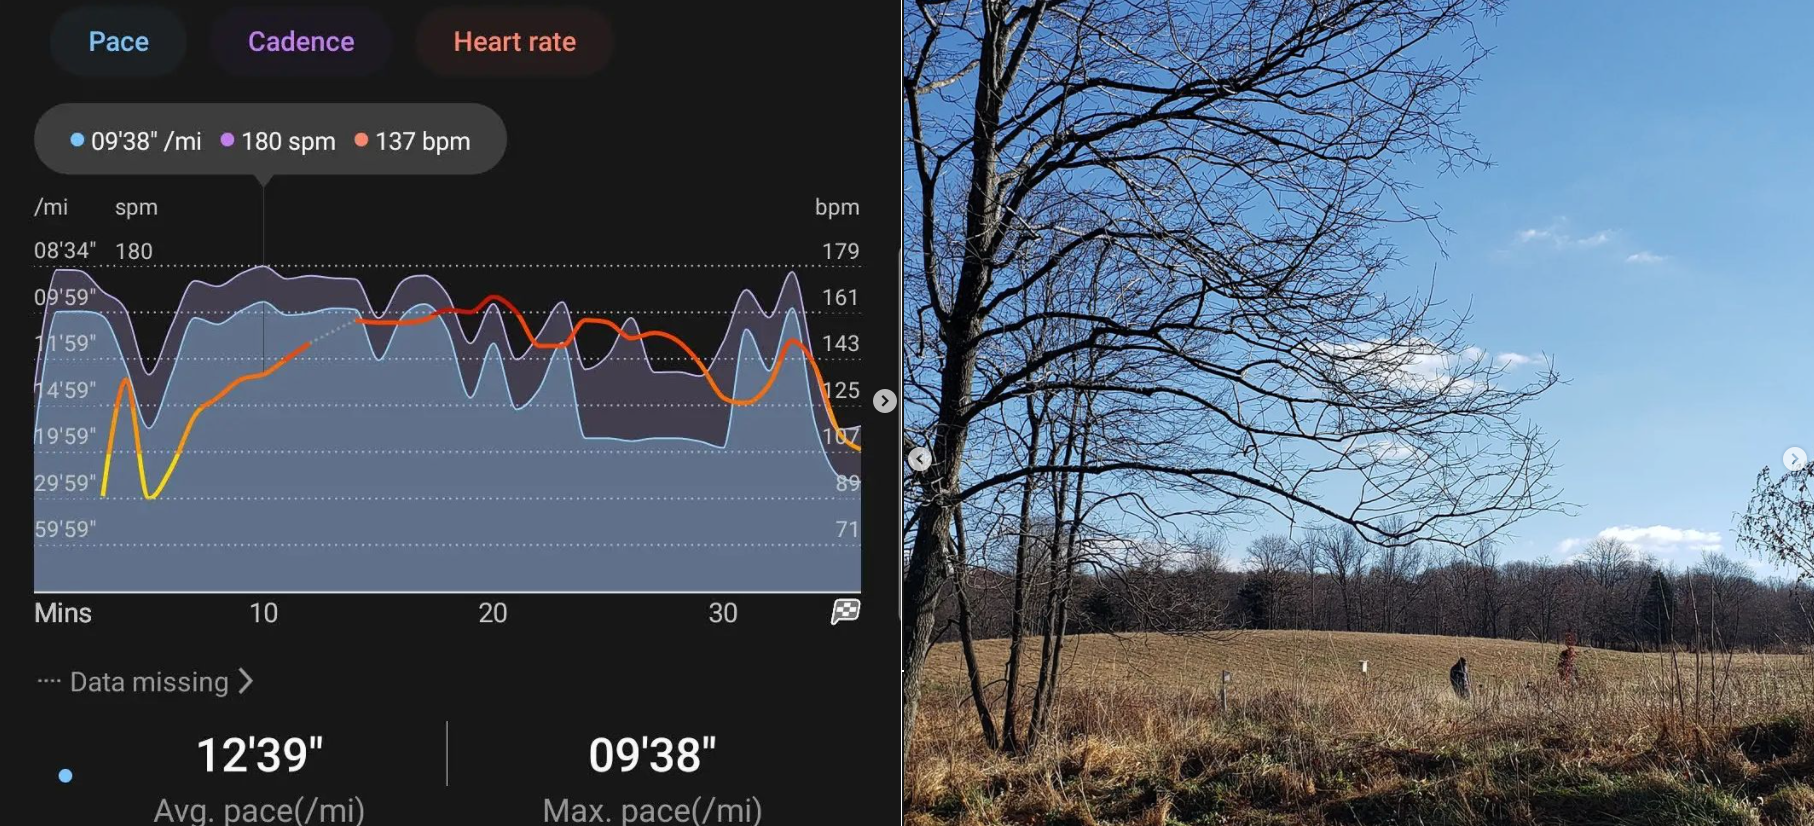 Pace Cadence Heart rate
09'38" /mi 180 spm 137 bpm
/mi spm bpm
08'34" 180 179
09'59" 161
11'59" 143
14'59" 125
19'59" 107
29'59" 89
59'59" 71
Mins 10 20 30
Data missing
12'39" 09'38"
Avg. pace(/mi) Max. pace(/mi)